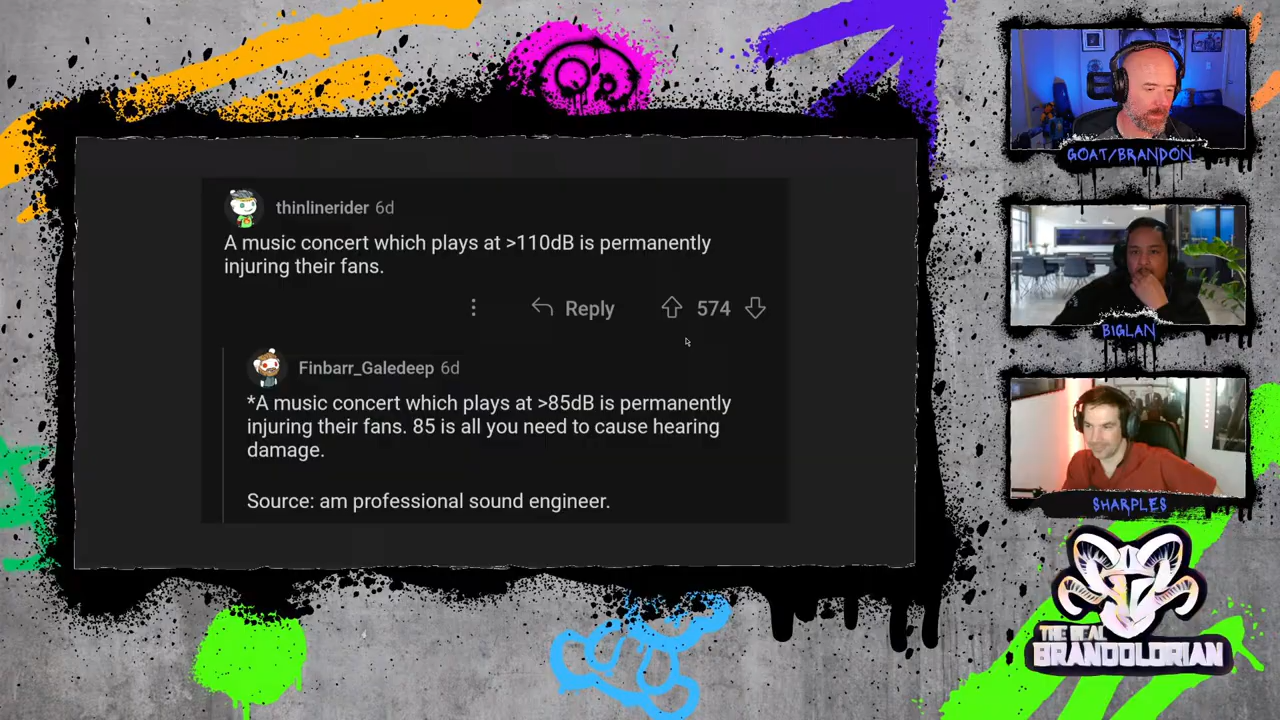 thinlinerider 6d
A music concert which plays at >110dB is permanently
injuring their fans.
Reply 574
Finbarr_Galedeep 6d
*A music concert which plays at >85dB is permanently
injuring their fans. 85 is all you need to cause hearing
damage.
Source: am professional sound engineer.
GOAT/BRANDON
BIGLAN
SHARPLES
THE REAL
BRANDOLORIAN